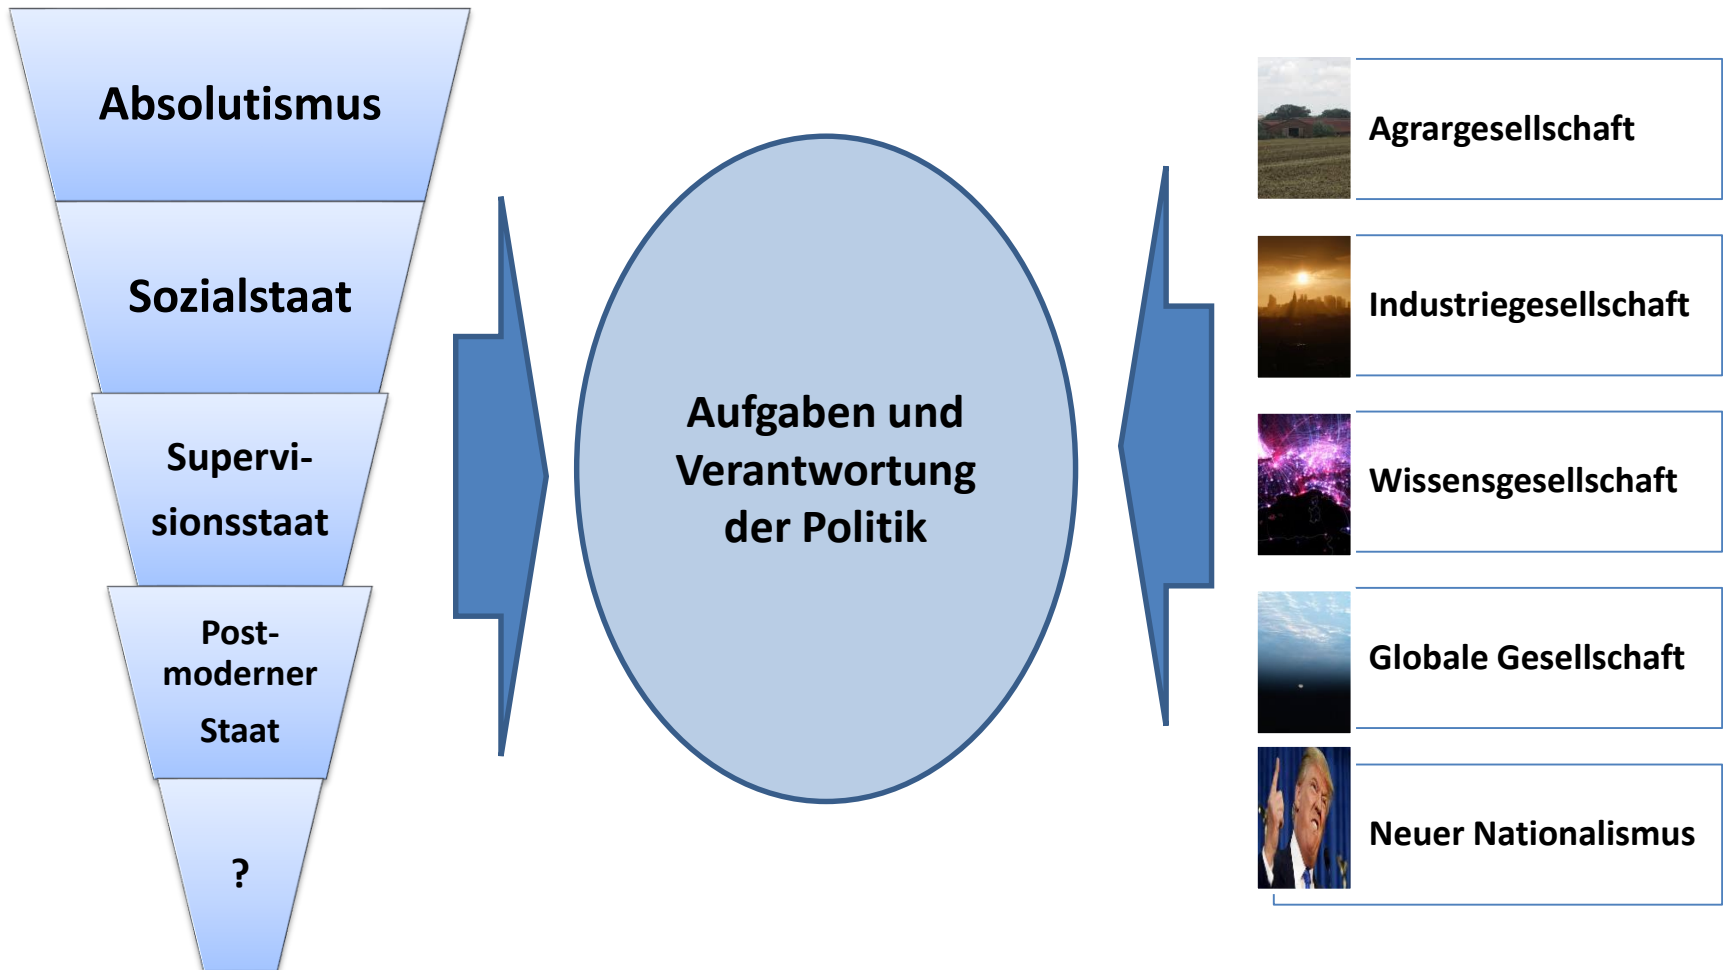 Absolutismus
Sozialstaat
Supervi-
sionsstaat
Post-
moderner
Staat
?
Aufgaben und
Verantwortung
der Politik
Agrargesellschaft
Industriegesellschaft
Wissensgesellschaft
Globale Gesellschaft
Neuer Nationalismus